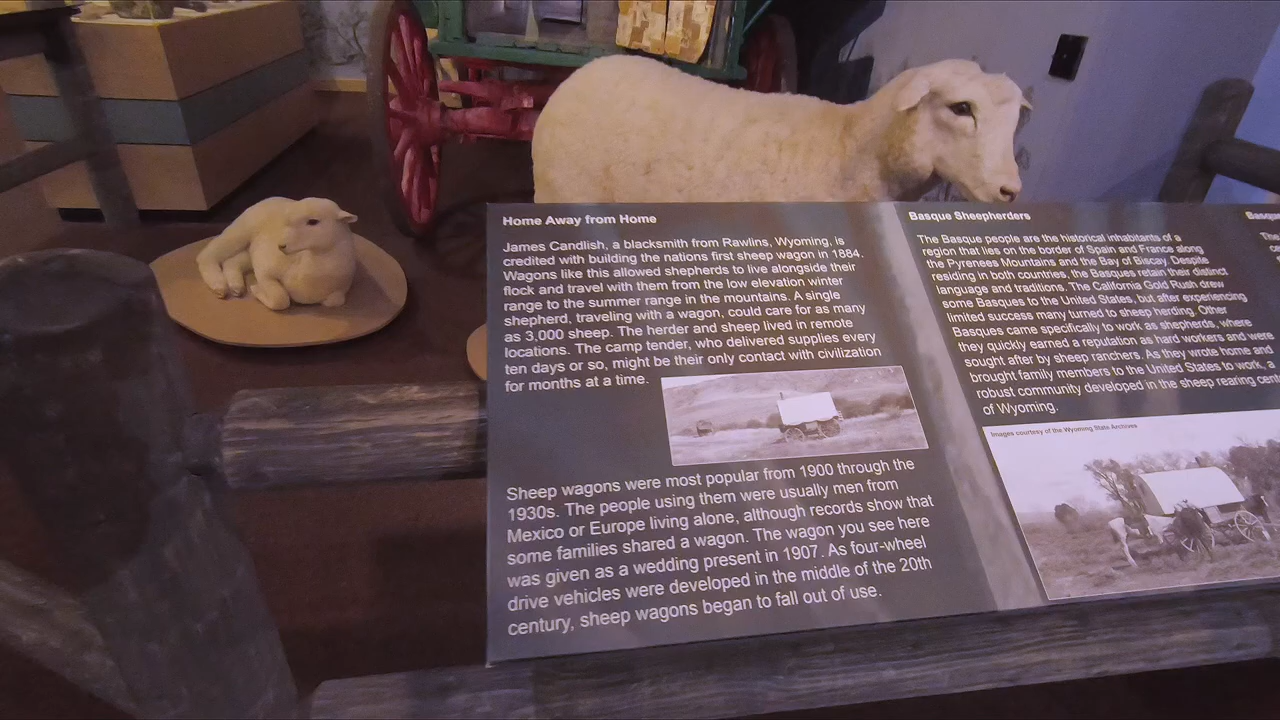 Home Away from Home
James Candlish, a blacksmith from Rawlins, Wyoming, is
credited with building the nations first sheep wagon in 1884.
Wagons like this allowed shepherds to live alongside their
flock and travel with them from the low elevation winter
range to the summer range in the mountains. A single
shepherd, traveling with a wagon, could care for as many
as 3,000 sheep. The herder and sheep lived in remote
locations. The camp tender, who delivered supplies every
ten days or so, might be their only contact with civilization
for months at a time.
Sheep wagons were most popular from 1900 through the
1930s. The people using them were usually men from
Mexico or Europe living alone, although records show that
some families shared a wagon. The wagon you see here
was given as a wedding present in 1907. As four-wheel
drive vehicles were developed in the middle of the 20th
century, sheep wagons began to fall out of use.
Basque Sheepherders
The Basque people are the historical inhabitants of a
region that lies on the border of Spain and France along
the Pyrenees Mountains and the Bay of Biscay. Despite
residing in both countries, the Basques retain their distinct
language and traditions. The California Gold Rush drew
some Basques to the United States, but after experiencing
limited success many turned to sheep herding. Other
Basques came specifically to work as shepherds, where
they quickly earned a reputation as hard workers and were
sought after by sheep ranchers. As they wrote home and
brought family members to the United States to work, a
robust community developed in the sheep rearing cent
of Wyoming.
Images courtesy of the Wyoming State Archives